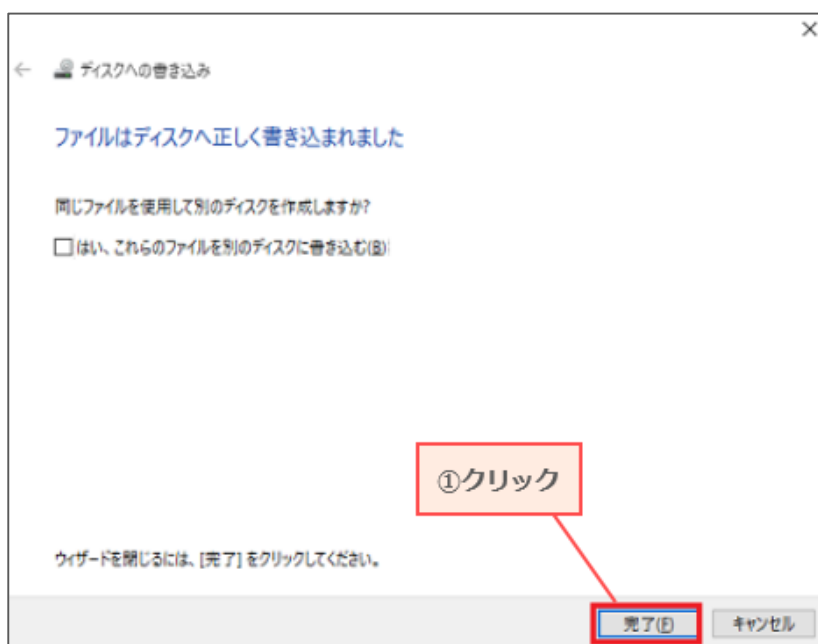 ディスクへの書き込み
ファイルはディスクへ正しく書き込まれました
同じファイルを使用して別のディスクを作成しますか?
はい、これらのファイルを別のディスクに書き込む(B)
①クリック
ウィザードを閉じるには、[完了] をクリックしてください。
完了(F)
キャンセル